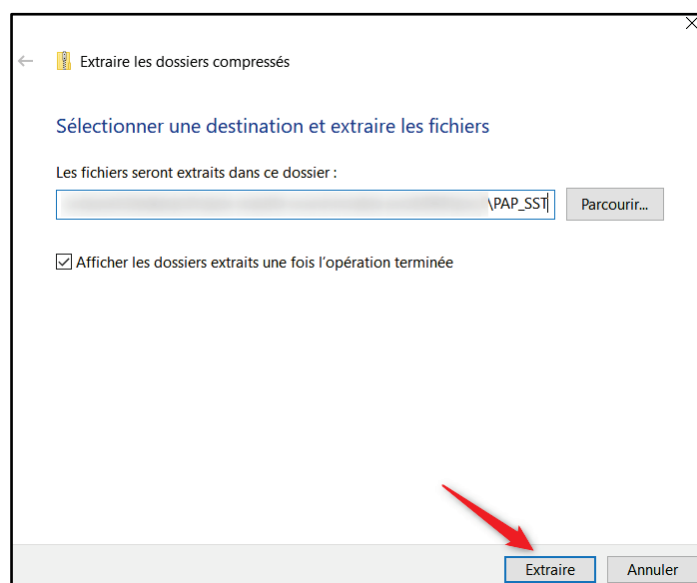 Extraire les dossiers compressés
Sélectionner une destination et extraire les fichiers
Les fichiers seront extraits dans ce dossier :
\PAP_SST
Parcourir...
Afficher les dossiers extraits une fois l'opération terminée
Extraire
Annuler